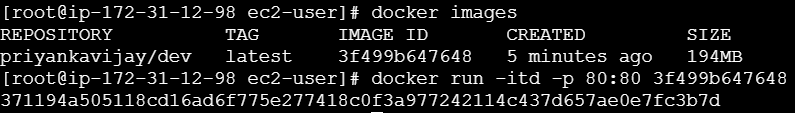 [root@ip-172-31-12-98 ec2-user]# docker images
REPOSITORY TAG IMAGE ID CREATED SIZE
priyankavijay/dev latest 3f499b647648 5 minutes ago 194MB
[root@ip-172-31-12-98 ec2-user]# docker run -itd -p 80:80 3f499b647648
371194a505118cd16ad6f775e277418c0f3a977242114c437d657ae0e7fc3b7d